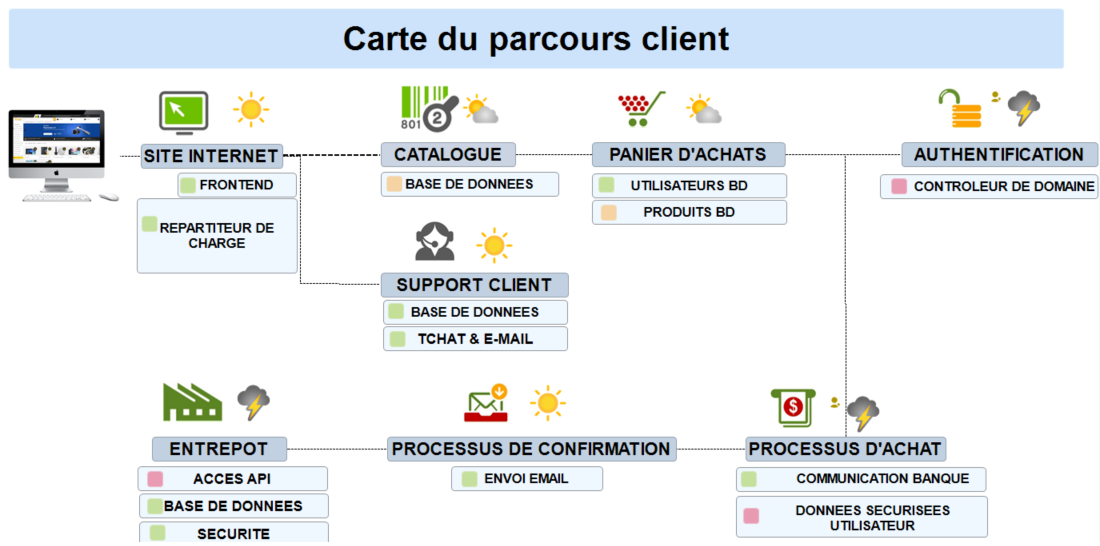 Carte du parcours client
801
2
SITE INTERNET
CATALOGUE
PANIER D'ACHATS
AUTHENTIFICATION
FRONTEND
BASE DE DONNEES
UTILISATEURS BD
CONTROLEUR DE DOMAINE
PRODUITS BD
REPARTITEUR DE
CHARGE
SUPPORT CLIENT
BASE DE DONNEES
TCHAT & E-MAIL
$
ENTREPOT
PROCESSUS DE CONFIRMATION
PROCESSUS D'ACHAT
ACCES API
ENVOI EMAIL
COMMUNICATION BANQUE
BASE DE DONNEES
DONNEES SECURISEES
UTILISATEUR
SECURITE